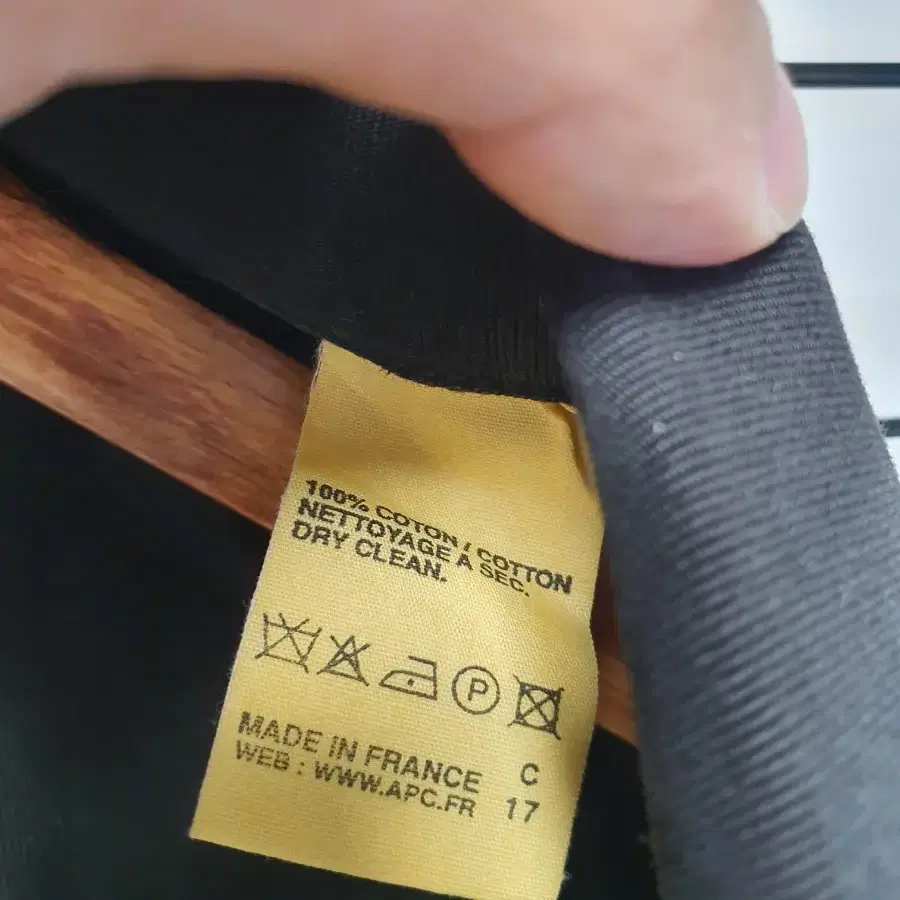 100% COTON / COTTON
NETTOYAGE A SEC.
DRY CLEAN.
P
MADE IN FRANCE C
WEB : WWW.APC.FR 17